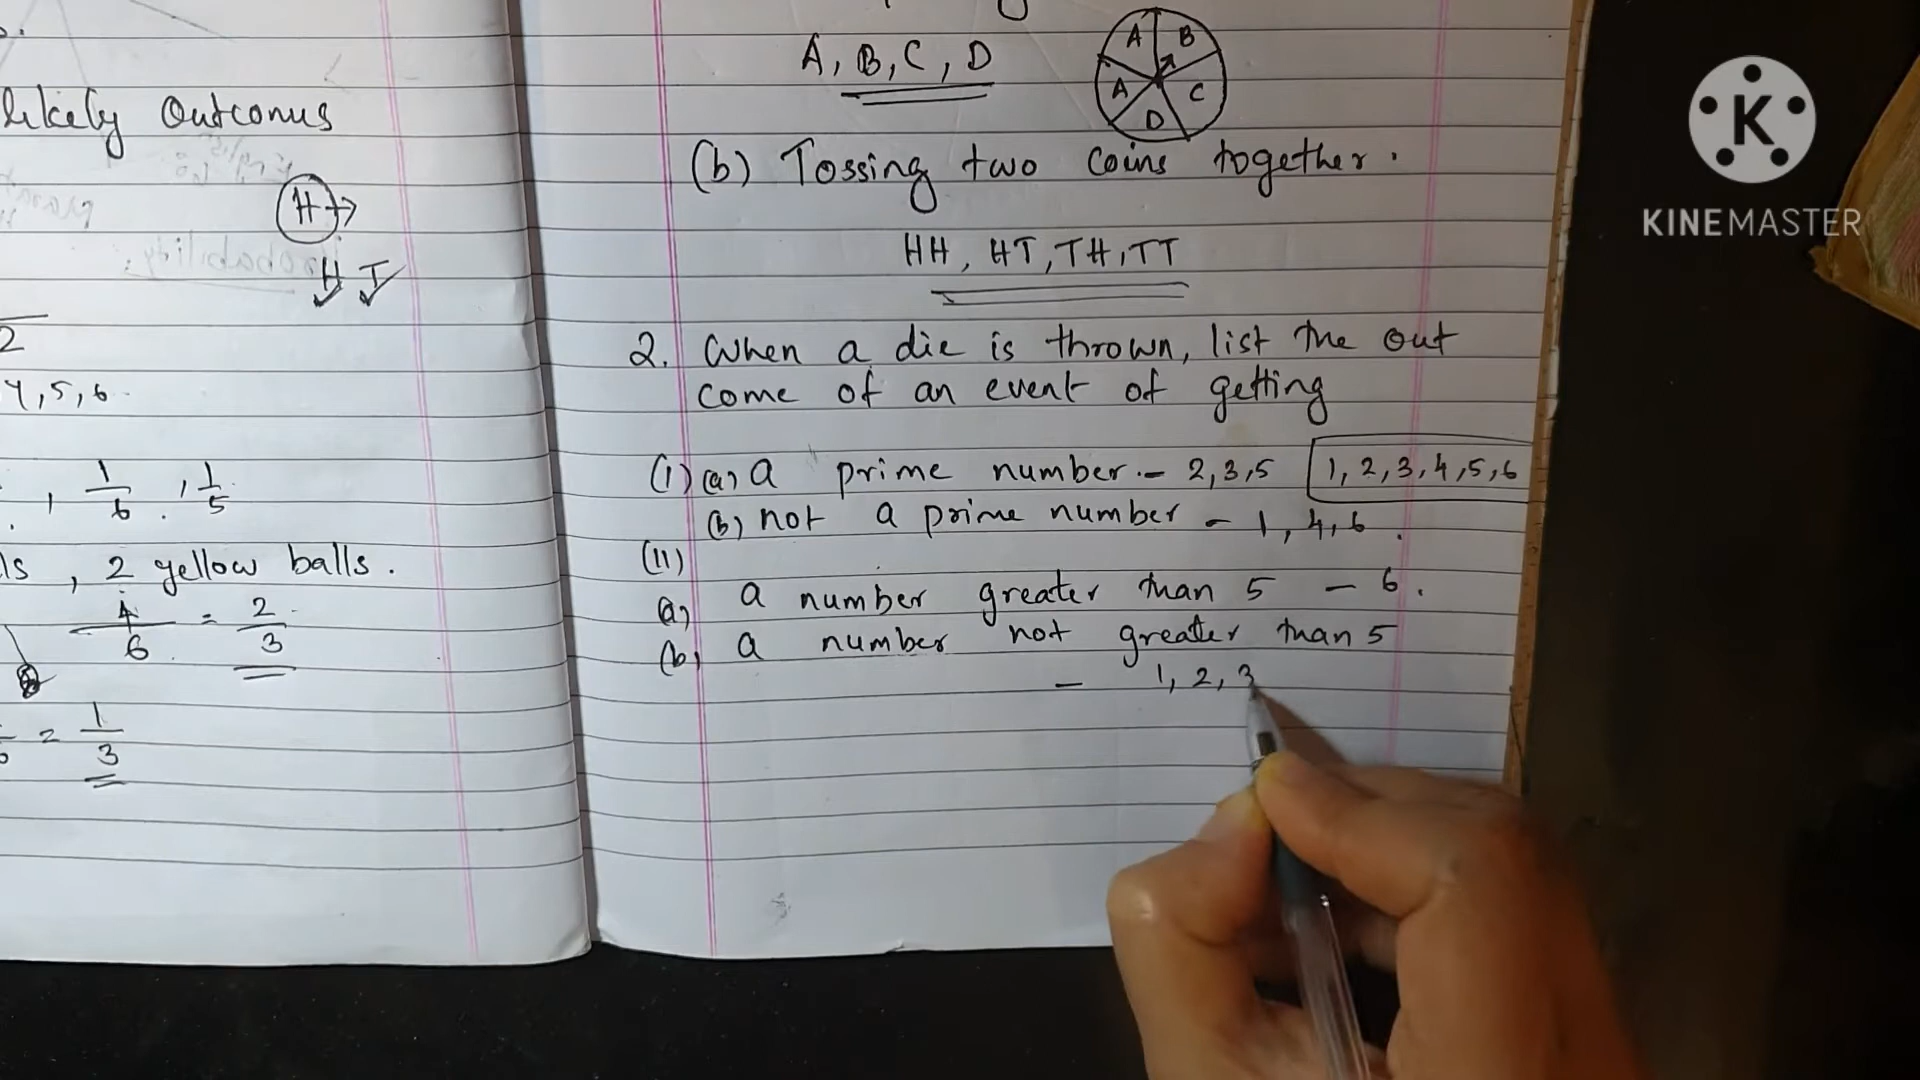 likely Outcomes
H
H T
2
4, 5, 6.
, 1/6 , 1/5
ls , 2 yellow balls.
4/6 = 2/3
= 1/3
A, B, C, D
A B
A C
D
(b) Tossing two coins together.
HH, HT, TH, TT
2. When a die is thrown, list the out
come of an event of getting
(I) (a) a prime number - 2,3,5 1, 2, 3, 4, 5, 6
(b) not a prime number - 1, 4, 6.
(II)
(a) a number greater than 5 - 6.
(b) a number not greater than 5
- 1, 2, 3
K
KINEMASTER